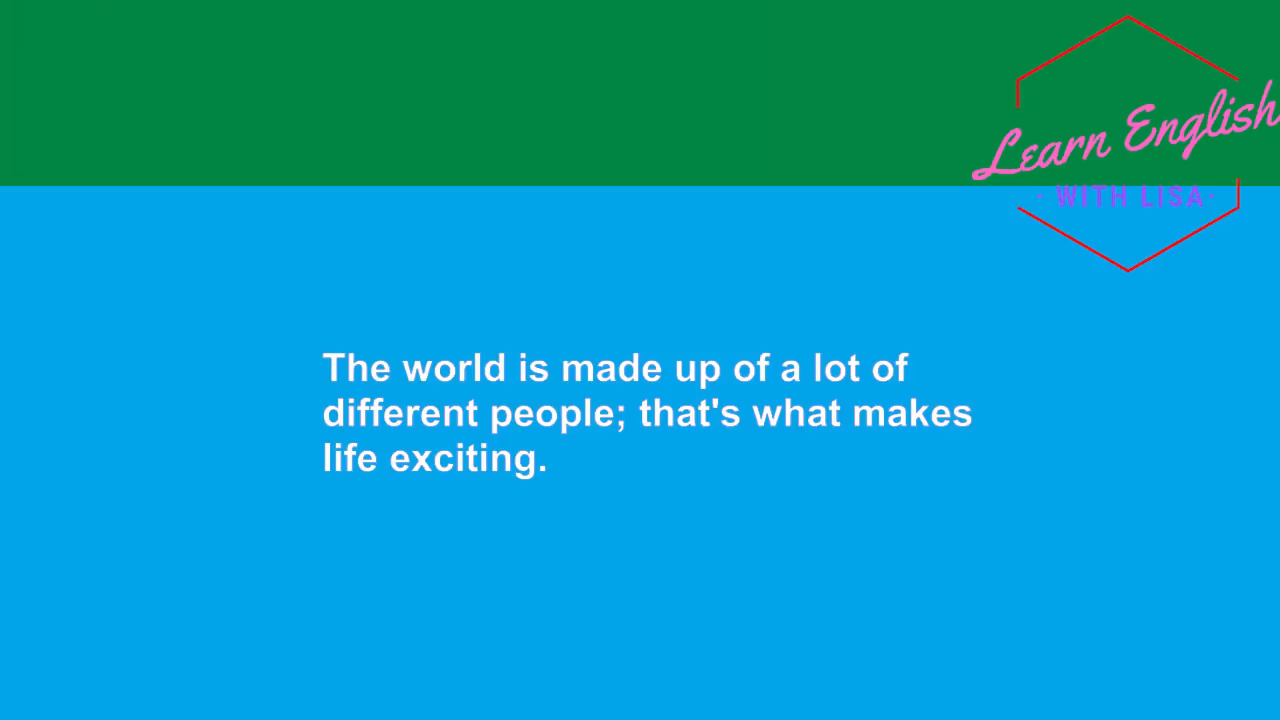 Learn English
· WITH LISA ·
The world is made up of a lot of
different people; that's what makes
life exciting.